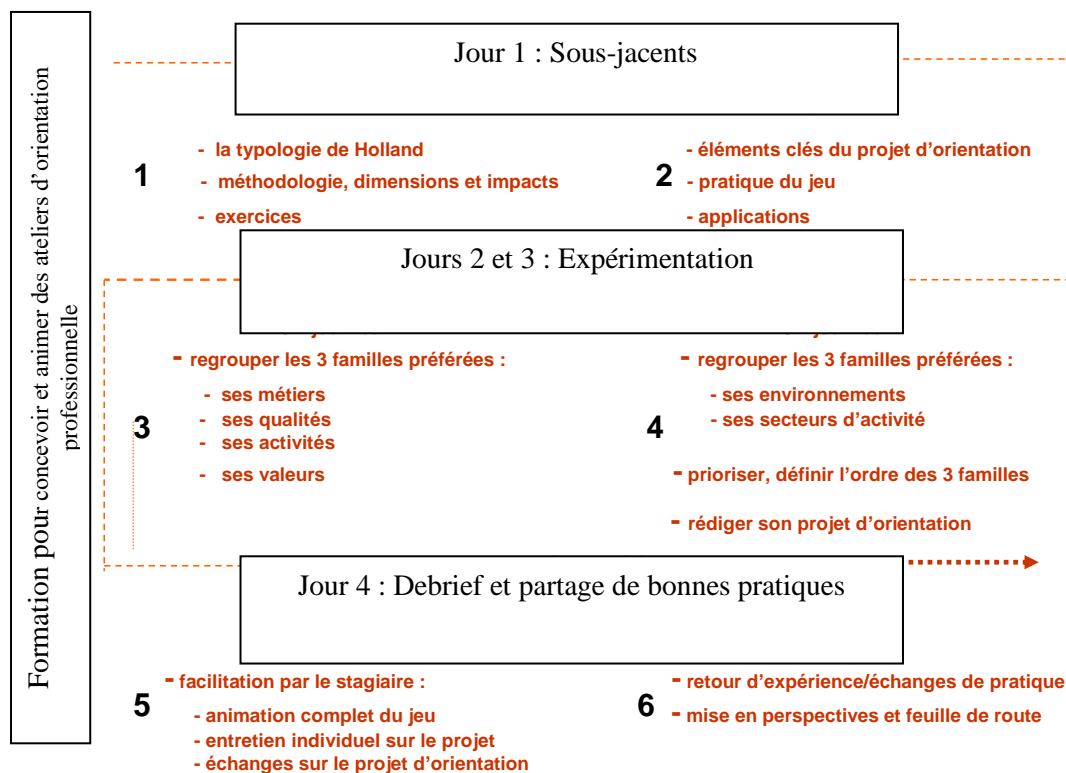 Formation pour concevoir et animer des ateliers d'orientation
professionnelle
Jour 1 : Sous-jacents
1
- la typologie de Holland
- méthodologie, dimensions et impacts
- exercices
2
- éléments clés du projet d'orientation
- pratique du jeu
- applications
Jours 2 et 3 : Expérimentation
3
- regrouper les 3 familles préférées :
- ses métiers
- ses qualités
- ses activités
- ses valeurs
4
- regrouper les 3 familles préférées :
- ses environnements
- ses secteurs d'activité
- prioriser, définir l'ordre des 3 familles
- rédiger son projet d'orientation
Jour 4 : Debrief et partage de bonnes pratiques
5
- facilitation par le stagiaire :
- animation complet du jeu
- entretien individuel sur le projet
- échanges sur le projet d'orientation
6
- retour d'expérience/échanges de pratique
- mise en perspectives et feuille de route